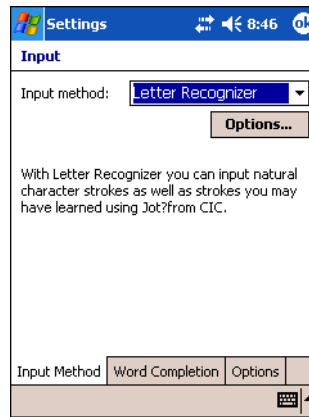 Settings 8:46 ok
Input
Input method: Letter Recognizer
Options...
With Letter Recognizer you can input natural
character strokes as well as strokes you may
have learned using Jot?from CIC.
Input Method Word Completion Options